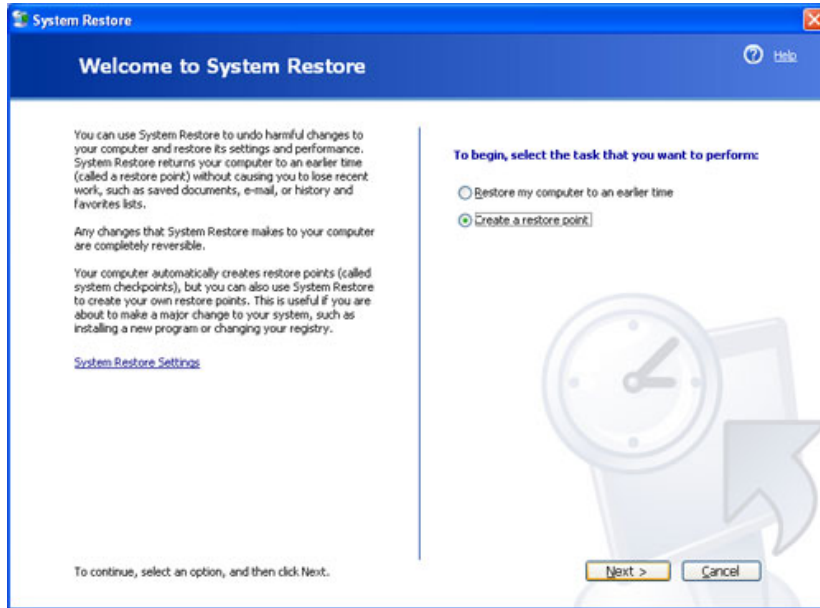 System Restore
Welcome to System Restore
Help
You can use System Restore to undo harmful changes to
your computer and restore its settings and performance.
System Restore returns your computer to an earlier time
(called a restore point) without causing you to lose recent
work, such as saved documents, e-mail, or history and
favorites lists.
Any changes that System Restore makes to your computer
are completely reversible.
Your computer automatically creates restore points (called
system checkpoints), but you can also use System Restore
to create your own restore points. This is useful if you are
about to make a major change to your system, such as
installing a new program or changing your registry.
System Restore Settings
To begin, select the task that you want to perform:
Restore my computer to an earlier time
Create a restore point
To continue, select an option, and then click Next.
Next >
Cancel